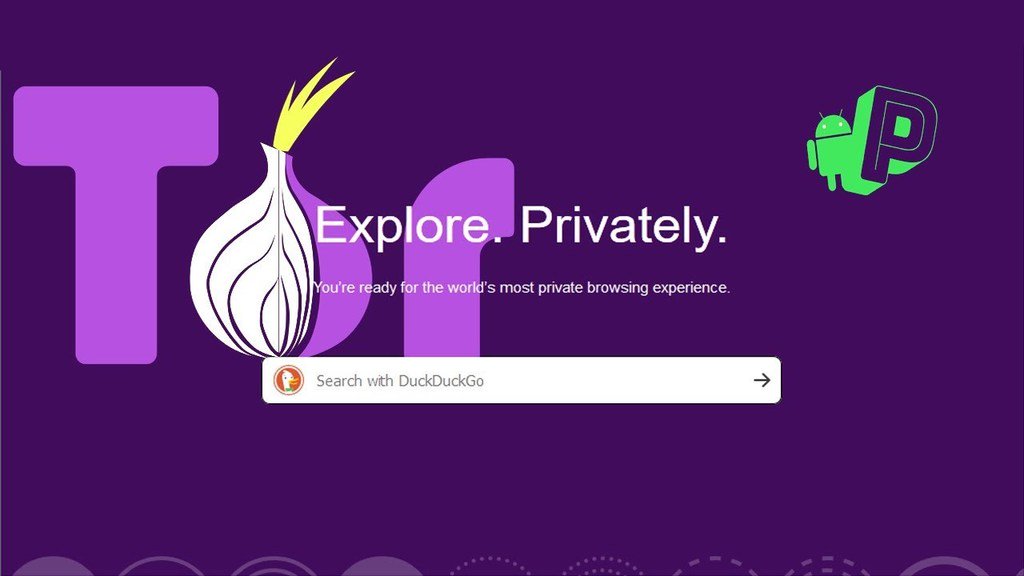 Tor
P
Explore. Privately.
You're ready for the world's most private browsing experience.
Search with DuckDuckGo